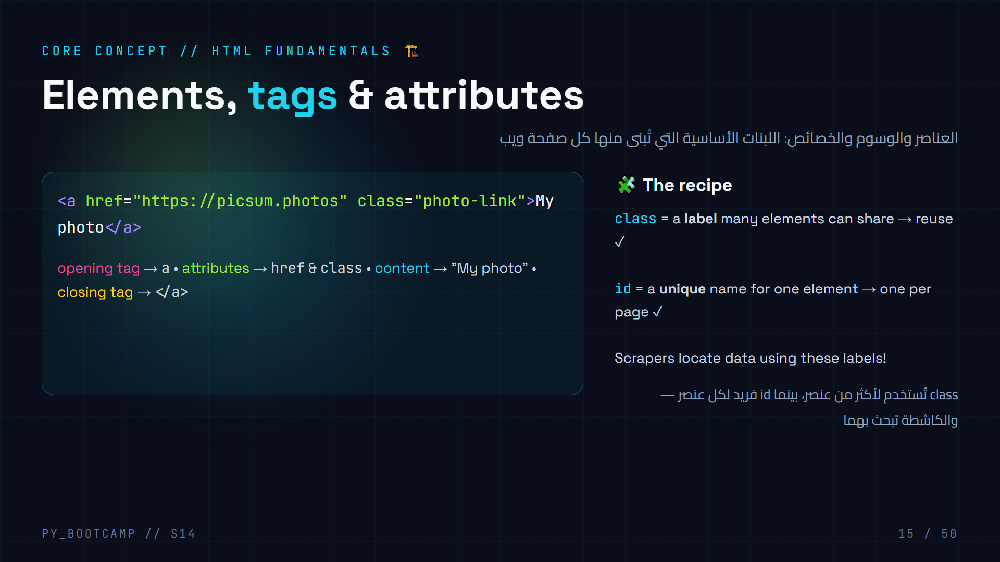 CORE CONCEPT // HTML FUNDAMENTALS 🏗️
Elements, tags & attributes
العناصر والوسوم والخصائص: اللبنات الأساسية التي تُبنى منها كل صفحة ويب
<a href="https://picsum.photos" class="photo-link">My
photo</a>
opening tag → a • attributes → href & class • content → "My photo" •
closing tag → </a>
🧩 The recipe
class = a label many elements can share → reuse
✓
id = a unique name for one element → one per
page ✓
Scrapers locate data using these labels!
class تُستخدم لأكثر من عنصر، بينما id فريد لكل عنصر —
والكاشطة تبحث بهما
PY_BOOTCAMP // S14
15 / 50